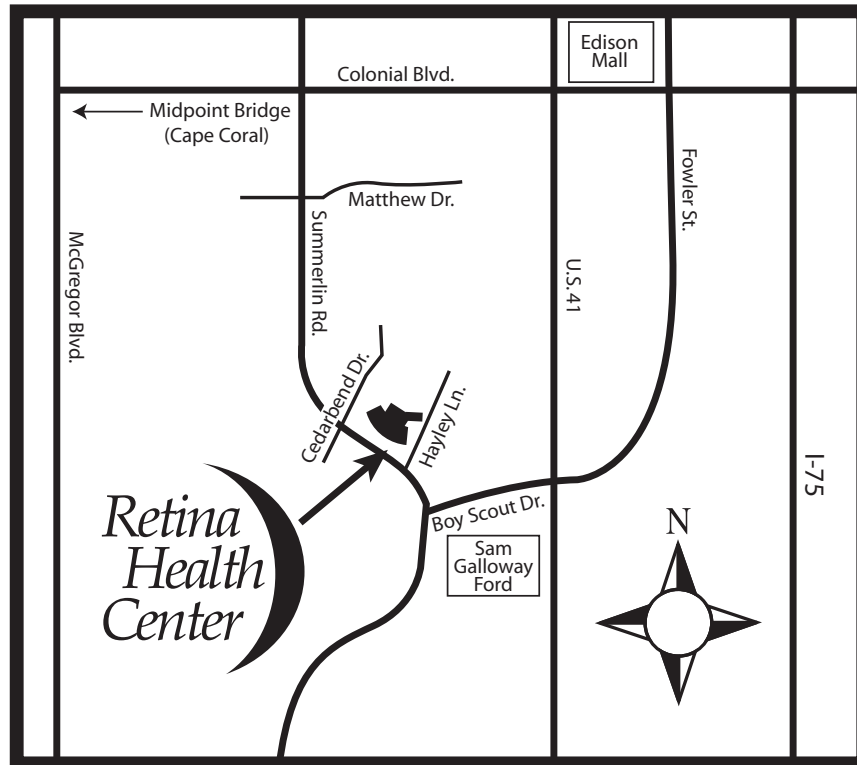 Edison
Mall
Colonial Blvd.
Midpoint Bridge
(Cape Coral)
Fowler St.
Matthew Dr.
Summerlin Rd.
McGregor Blvd.
U.S. 41
Cedarbend Dr.
Hayley Ln.
I-75
Retina
Health
Center
Boy Scout Dr.
N
Sam
Galloway
Ford